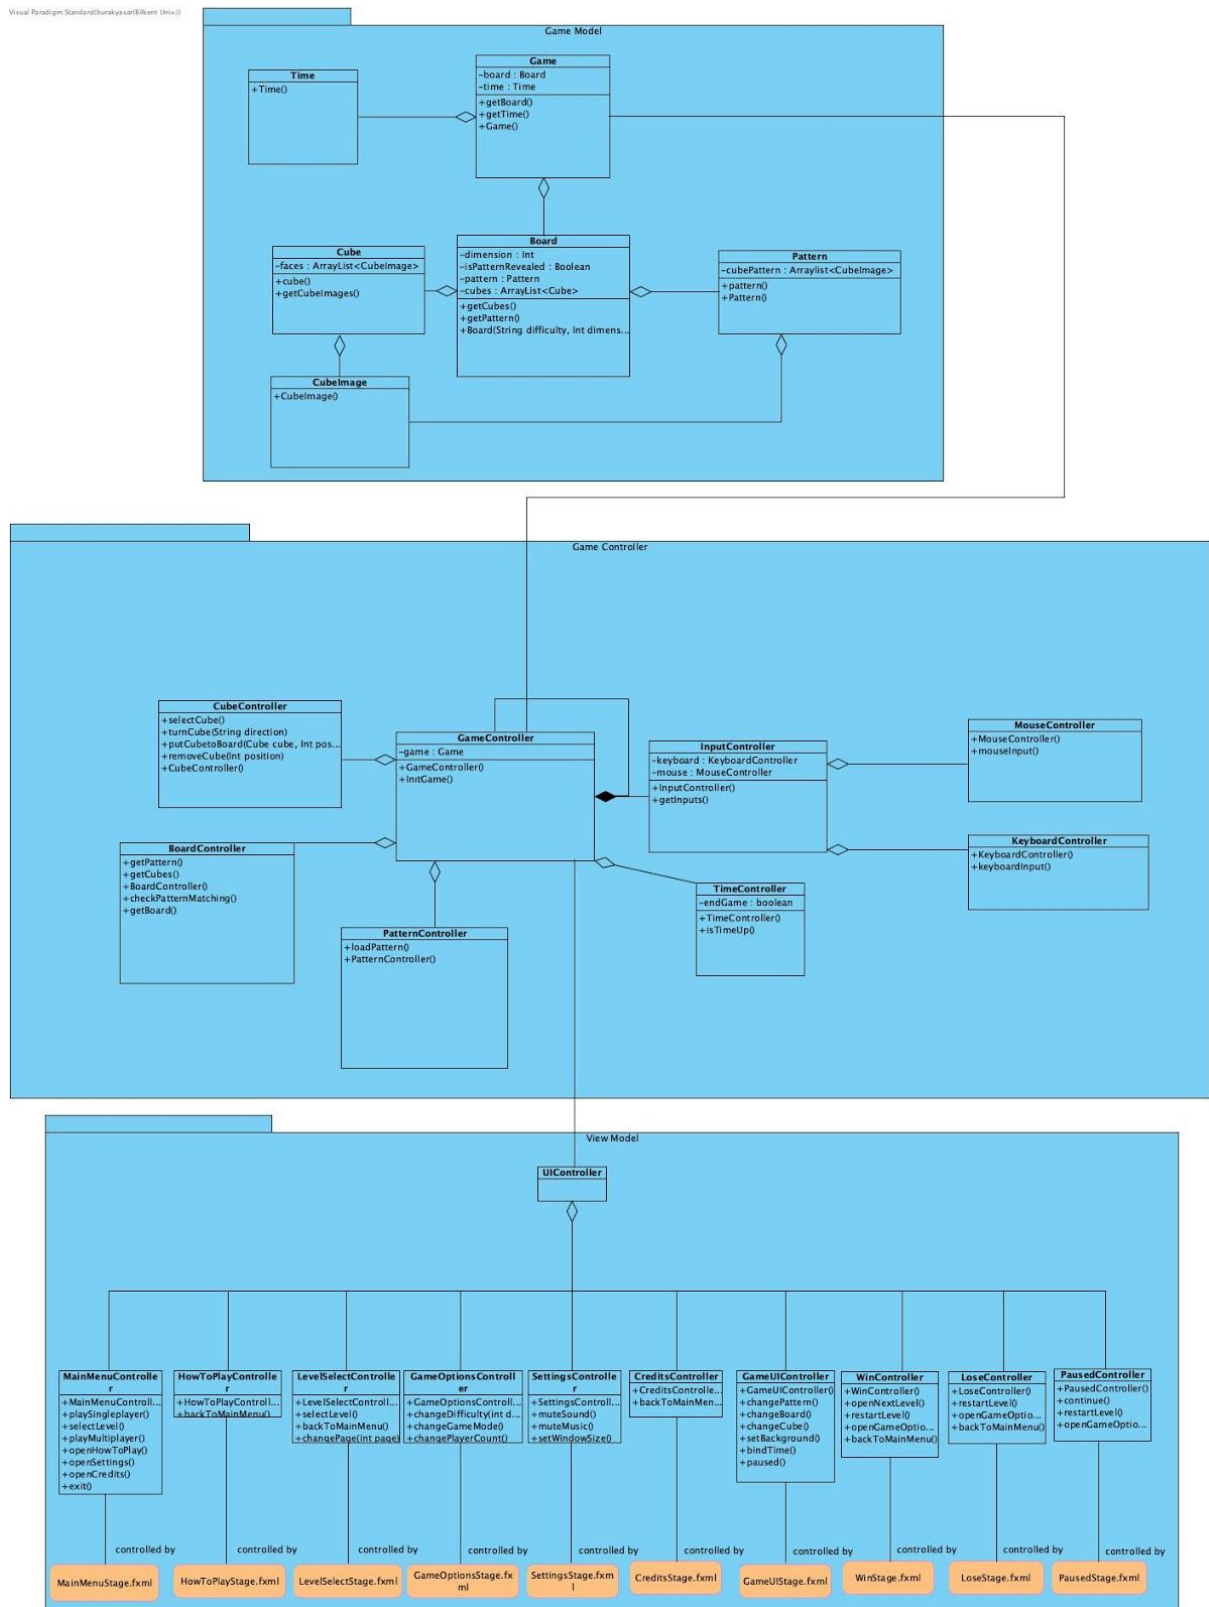 Visual Paradigm Standard(burakyasar(Bilkent Univ.))
Game Model
Time
+Time()
Game
-board : Board
-time : Time
+getBoard()
+getTime()
+Game()
Cube
-faces : ArrayList<CubeImage>
+cube()
+getCubeImages()
Board
-dimension : Int
-isPatternRevealed : Boolean
-pattern : Pattern
-cubes : ArrayList<Cube>
+getCubes()
+getPattern()
+Board(String difficulty, Int dimens...
Pattern
-cubePattern : Arraylist<CubeImage>
+pattern()
+Pattern()
CubeImage
+CubeImage()
Game Controller
CubeController
+selectCube()
+turnCube(String direction)
+putCubetoBoard(Cube cube, Int pos...
+removeCube(Int position)
+CubeController()
GameController
-game : Game
+GameController()
+InitGame()
InputController
-keyboard : KeyboardController
-mouse : MouseController
+InputController()
+getInputs()
MouseController
+MouseController()
+mouseInput()
BoardController
+getPattern()
+getCubes()
+BoardController()
+checkPatternMatching()
+getBoard()
KeyboardController
+KeyboardController()
+keyboardInput()
TimeController
-endGame : boolean
+TimeController()
+isTimeUp()
PatternController
+loadPattern()
+PatternController()
View Model
UIController
MainMenuControlle
r
+MainMenuControll...
+playSingleplayer()
+selectLevel()
+playMultiplayer()
+openHowToPlay()
+openSettings()
+openCredits()
+exit()
HowToPlayControlle
r
+HowToPlayControll...
+backToMainMenu()
LevelSelectControlle
r
+LevelSelectControll...
+selectLevel()
+backToMainMenu()
+changePage(int page)
GameOptionsControll
er
+GameOptionsControll...
+changeDifficulty(int d...
+changeGameMode()
+changePlayerCount()
SettingsControlle
r
+SettingsControll...
+muteSound()
+muteMusic()
+setWindowSize()
CreditsController
+CreditsControlle...
+backToMainMen...
GameUIController
+GameUIController()
+changePattern()
+changeBoard()
+changeCube()
+setBackground()
+bindTime()
+paused()
WinController
+WinController()
+openNextLevel()
+restartLevel()
+openGameOptio...
+backToMainMenu()
LoseController
+LoseController()
+restartLevel()
+openGameOptio...
+backToMainMenu()
PausedController
+PausedController()
+continue()
+restartLevel()
+openGameOptio...
controlled by
controlled by
controlled by
controlled by
controlled by
controlled by
controlled by
controlled by
controlled by
controlled by
MainMenuStage.fxml
HowToPlayStage.fxml
LevelSelectStage.fxml
GameOptionsStage.fx
ml
SettingsStage.fxm
l
CreditsStage.fxml
GameUIStage.fxml
WinStage.fxml
LoseStage.fxml
PausedStage.fxml